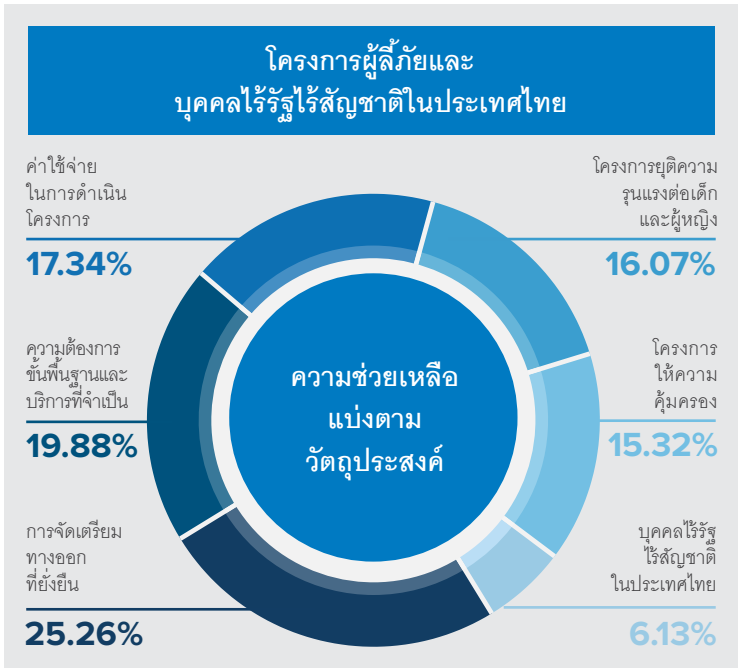 โครงการผู้ลี้ภัยและ
บุคคลไร้รัฐไร้สัญชาติในประเทศไทย
ค่าใช้จ่าย
ในการดำเนิน
โครงการ
17.34%
โครงการยุติความ
รุนแรงต่อเด็ก
และผู้หญิง
16.07%
ความต้องการ
ขั้นพื้นฐานและ
บริการที่จำเป็น
19.88%
ความช่วยเหลือ
แบ่งตาม
วัตถุประสงค์
โครงการ
ให้ความ
คุ้มครอง
15.32%
การจัดเตรียม
ทางออก
ที่ยั่งยืน
25.26%
บุคคลไร้รัฐ
ไร้สัญชาติ
ในประเทศไทย
6.13%